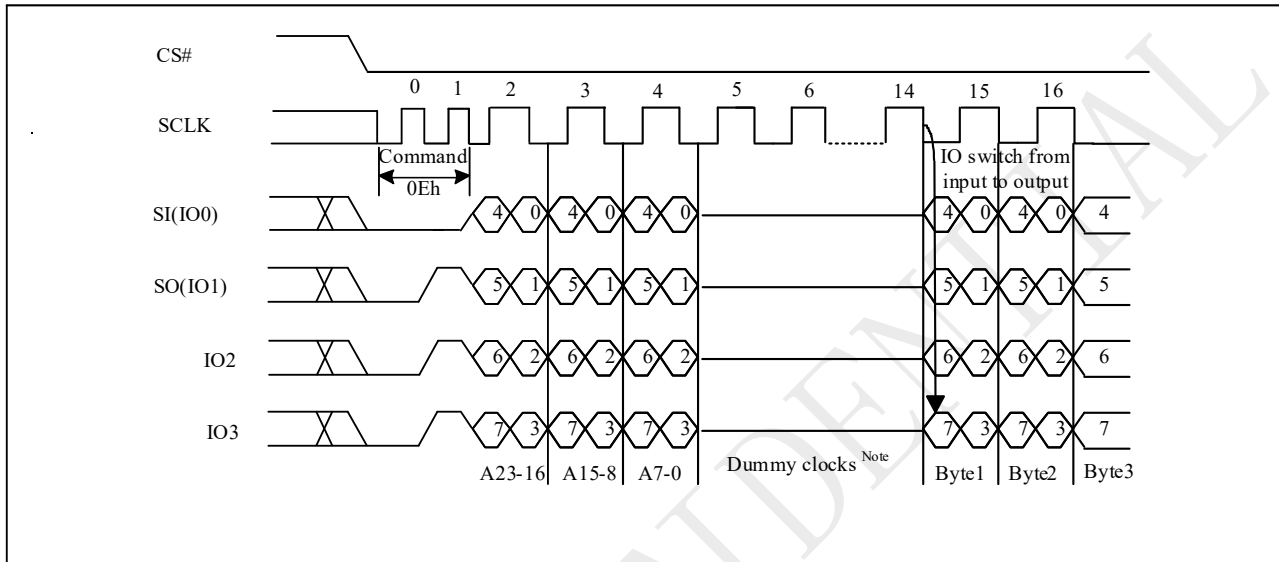 CS#
0 1 2 3 4 5 6 14 15 16
SCLK
Command
0Eh
IO switch from
input to output
SI(IO0) 4 0 4 0 4 0 4 0 4 0 4
SO(IO1) 5 1 5 1 5 1 5 1 5 1 5
IO2 6 2 6 2 6 2 6 2 6 2 6
IO3 7 3 7 3 7 3 7 3 7 3 7
A23-16 A15-8 A7-0 Dummy clocks Note Byte1 Byte2 Byte3